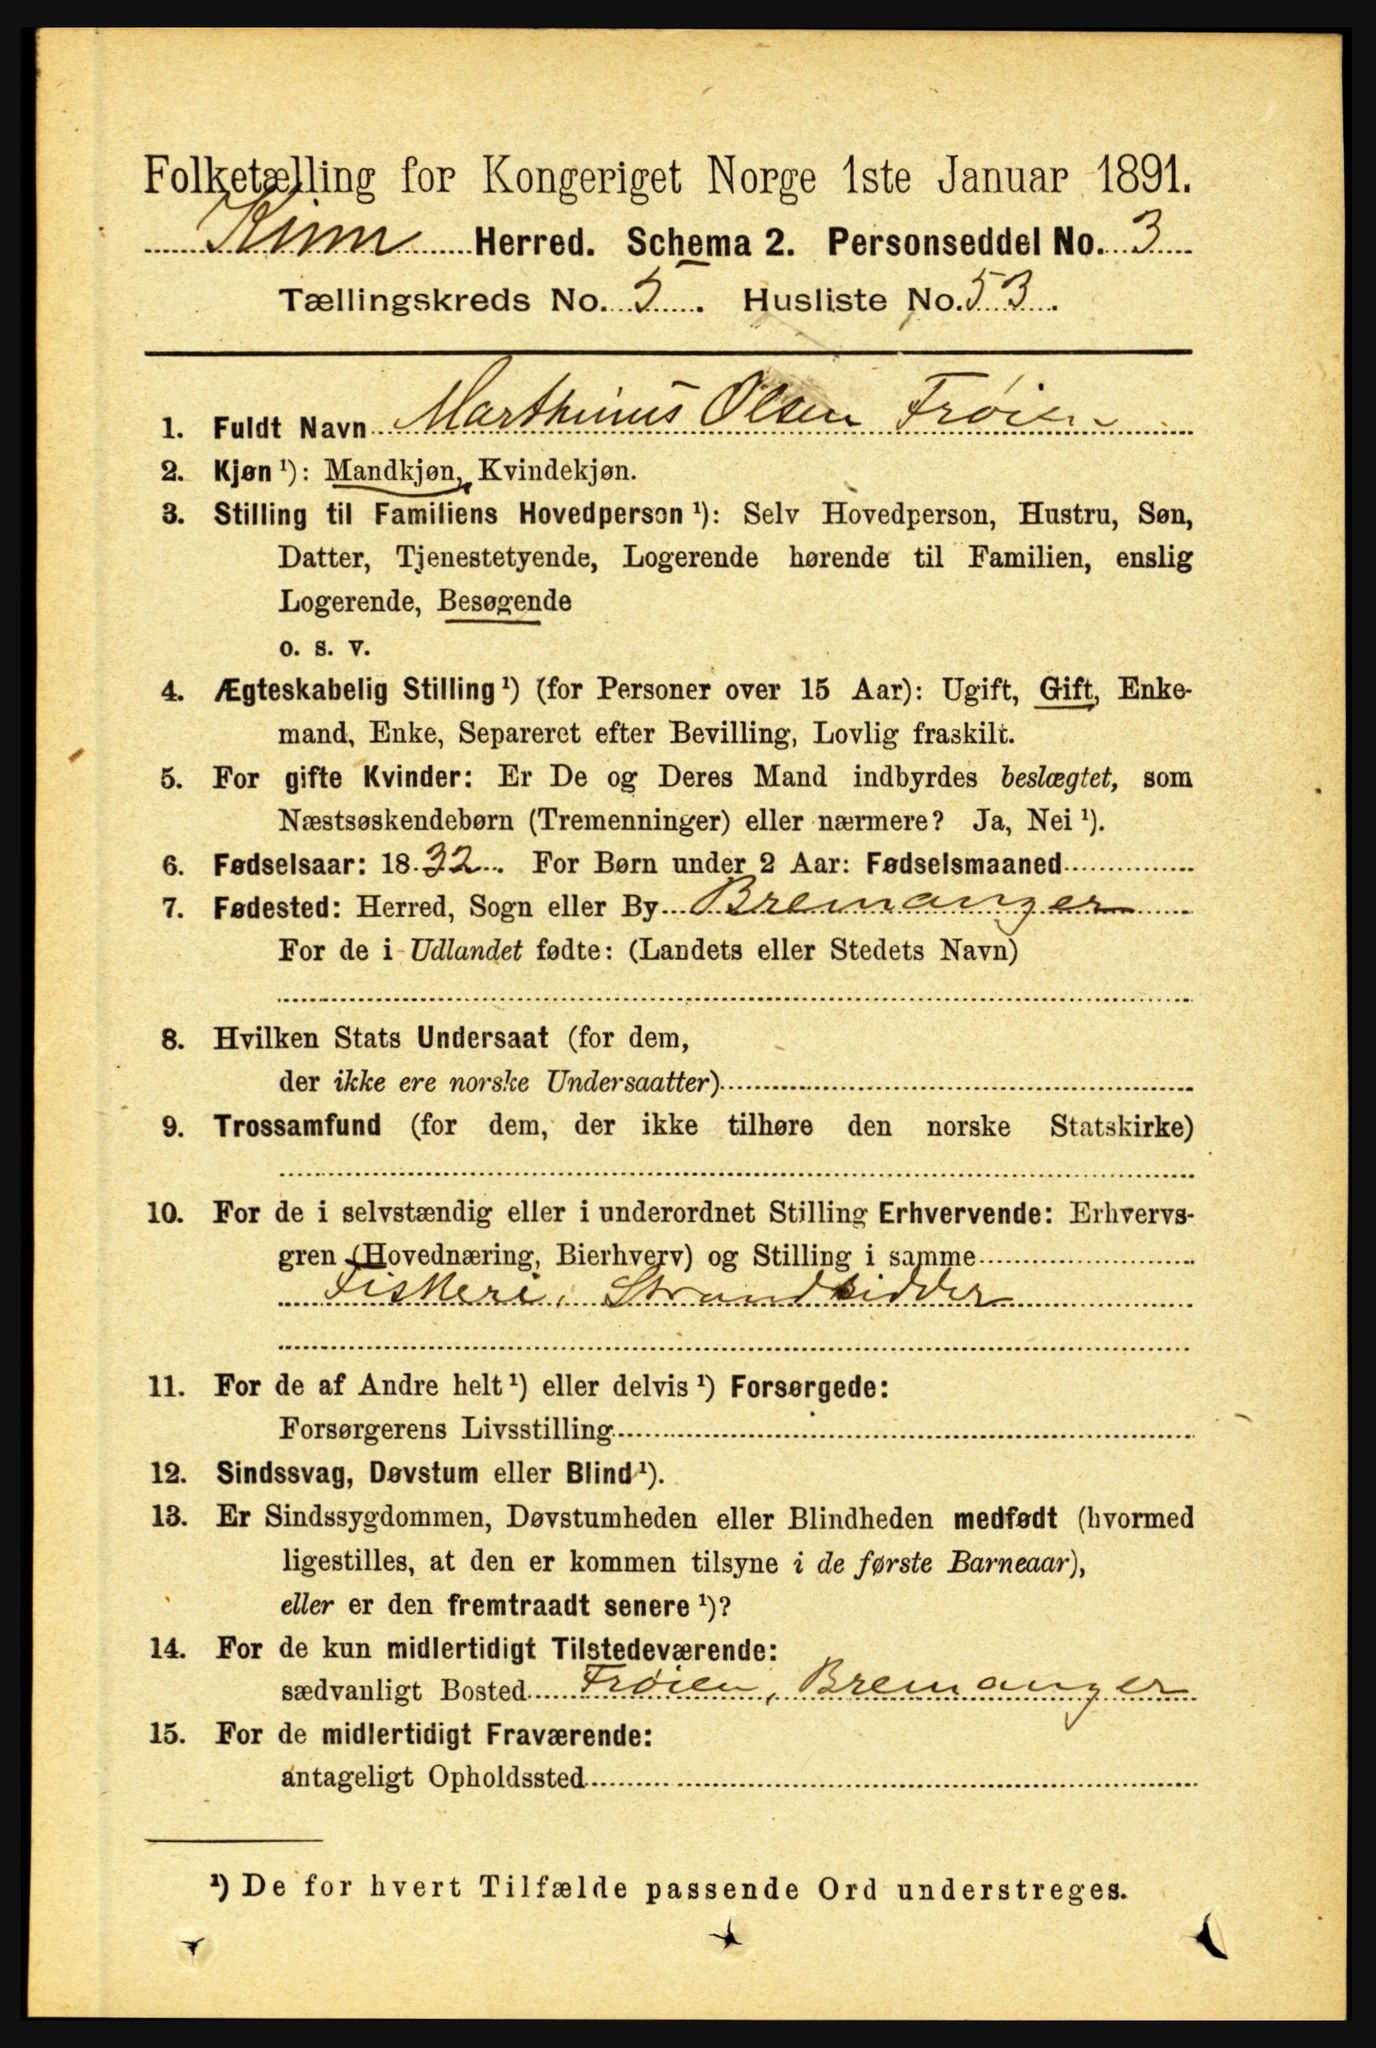 Folketælling for Kongeriget Norge 1ste Januar 1891.
Kinn Herred. Schema 2. Personseddel No. 3
Tællingskreds No. 5. Husliste No. 53.
1. Fuldt Navn Marthinus Olsen Frøien
2. Kjøn ¹): Mandkjøn, Kvindekjøn.
3. Stilling til Familiens Hovedperson ¹): Selv Hovedperson, Hustru, Søn,
Datter, Tjenestetyende, Logerende hørende til Familien, enslig
Logerende, Besøgende
o. s. v.
4. Ægteskabelig Stilling ¹) (for Personer over 15 Aar): Ugift, Gift, Enke-
mand, Enke, Separeret efter Bevilling, Lovlig fraskilt.
5. For gifte Kvinder: Er De og Deres Mand indbyrdes beslægtet, som
Næstsøskendebørn (Tremenninger) eller nærmere? Ja, Nei ¹).
6. Fødselsaar: 1832. For Børn under 2 Aar: Fødselsmaaned
7. Fødested: Herred, Sogn eller By Bremanger
For de i Udlandet fødte: (Landets eller Stedets Navn)
8. Hvilken Stats Undersaat (for dem,
der ikke ere norske Undersaatter)
9. Trossamfund (for dem, der ikke tilhøre den norske Statskirke)
10. For de i selvstændig eller i underordnet Stilling Erhvervende: Erhvervs-
gren (Hovednæring, Bierhverv) og Stilling i samme
Fiskeri, Strandsidder
11. For de af Andre helt ¹) eller delvis ¹) Forsørgede:
Forsørgerens Livsstilling
12. Sindssvag, Døvstum eller Blind ¹).
13. Er Sindssygdommen, Døvstumheden eller Blindheden medfødt (hvormed
ligestilles, at den er kommen tilsyne i de første Barneaar),
eller er den fremtraadt senere ¹)?
14. For de kun midlertidigt Tilstedeværende:
sædvanligt Bosted Frøien, Bremanger
15. For de midlertidigt Fraværende:
antageligt Opholdssted
¹) De for hvert Tilfælde passende Ord understreges.